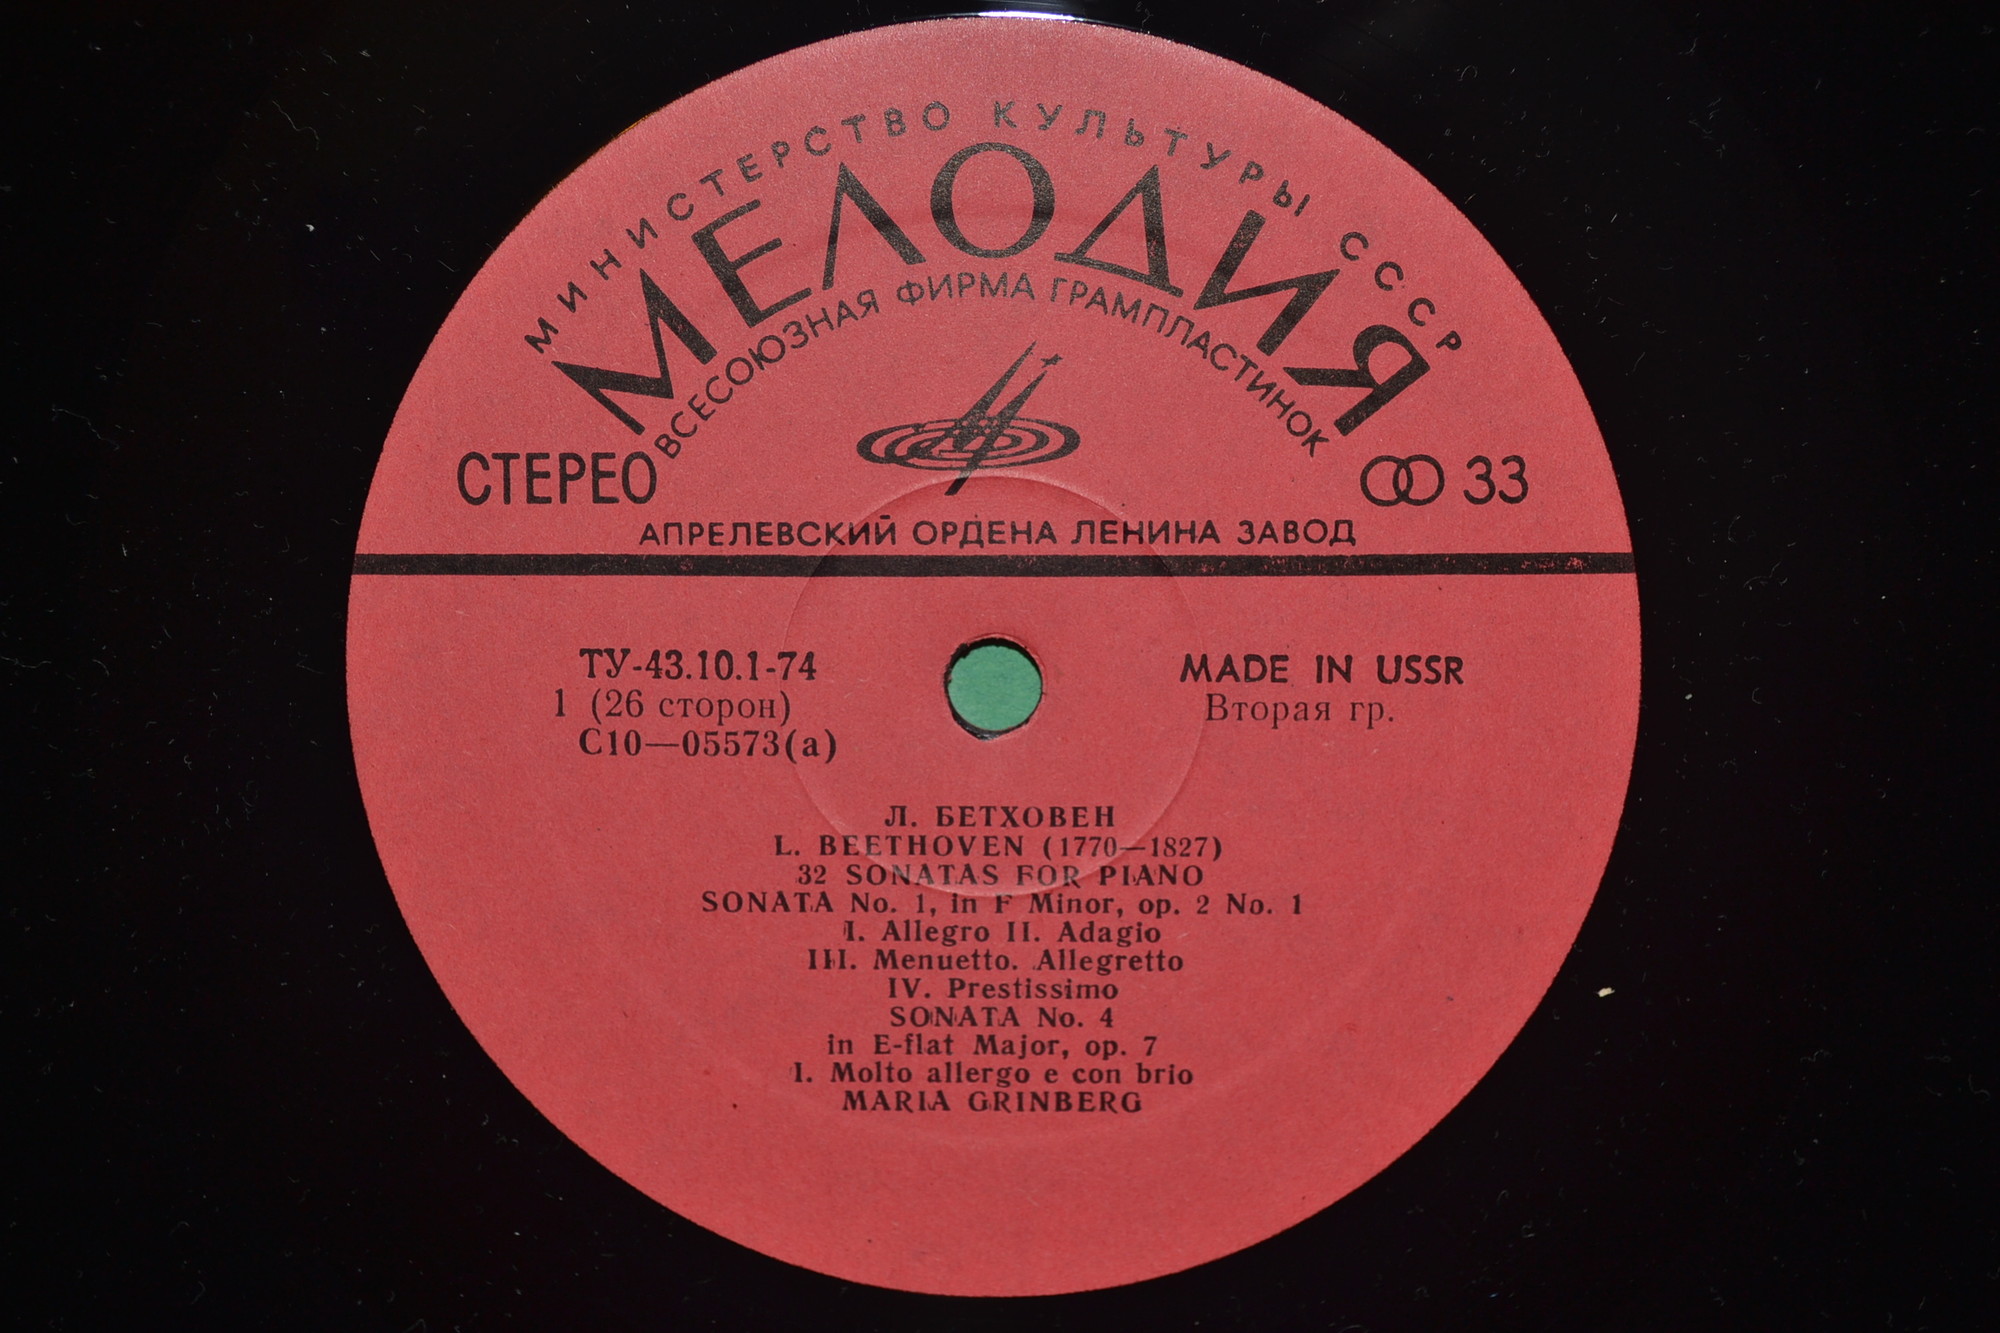 МИНИСТЕРСТВО КУЛЬТУРЫ СССР
МЕЛОДИЯ
ВСЕСОЮЗНАЯ ФИРМА ГРАМПЛАСТИНОК
СТЕРЕО
33
АПРЕЛЕВСКИЙ ОРДЕНА ЛЕНИНА ЗАВОД
ТУ-43.10.1-74
1 (26 сторон)
С10—05573(а)
MADE IN USSR
Вторая гр.
Л. БЕТХОВЕН
L. BEETHOVEN (1770—1827)
32 SONATAS FOR PIANO
SONATA No. 1, in F Minor, op. 2 No. 1
I. Allegro II. Adagio
III. Menuetto. Allegretto
IV. Prestissimo
SONATA No. 4
in E-flat Major, op. 7
I. Molto allergo e con brio
MARIA GRINBERG